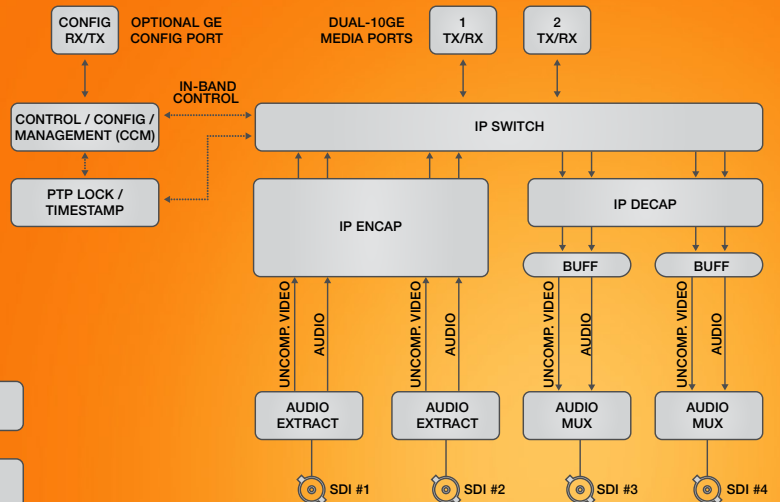 CONFIG
RX/TX
OPTIONAL GE
CONFIG PORT
DUAL-10GE
MEDIA PORTS
1
TX/RX
2
TX/RX
IN-BAND
CONTROL
CONTROL / CONFIG /
MANAGEMENT (CCM)
IP SWITCH
PTP LOCK /
TIMESTAMP
IP ENCAP
IP DECAP
BUFF
BUFF
UNCOMP. VIDEO
AUDIO
UNCOMP. VIDEO
AUDIO
UNCOMP. VIDEO
AUDIO
UNCOMP. VIDEO
AUDIO
AUDIO
EXTRACT
AUDIO
EXTRACT
AUDIO
MUX
AUDIO
MUX
SDI #1
SDI #2
SDI #3
SDI #4